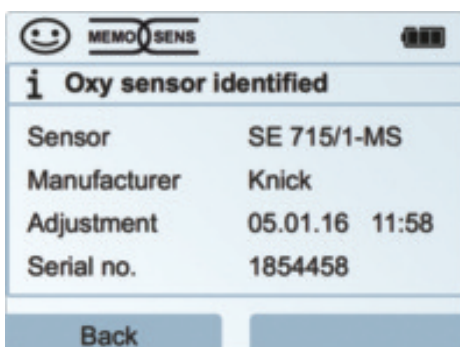 MEMO SENS
i Oxy sensor identified
Sensor SE 715/1-MS
Manufacturer Knick
Adjustment 05.01.16 11:58
Serial no. 1854458
Back